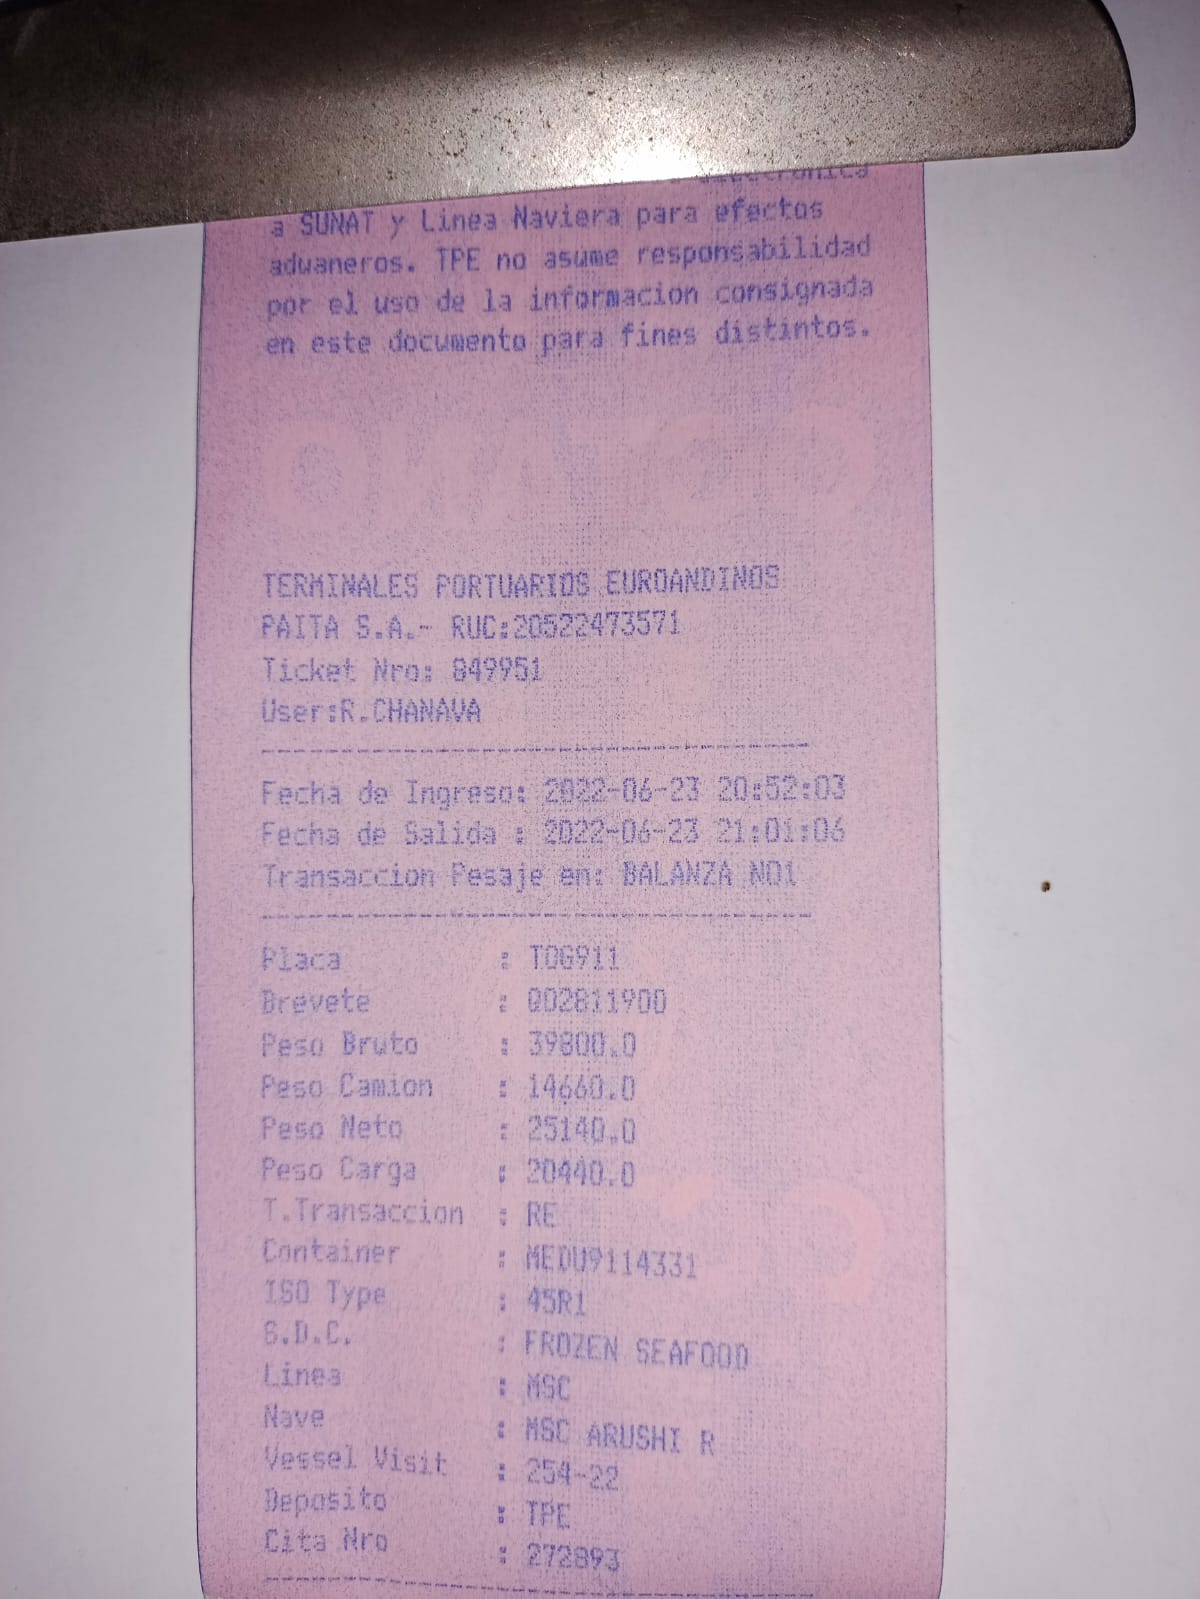 electronica
a SUNAT y Linea Naviera para efectos
aduaneros. TPE no asume responsabilidad
por el uso de la informacion consignada
en este documento para fines distintos.
TERMINALES PORTUARIOS EUROANDINOS
PAITA S.A.- RUC:20522473571
Ticket Nro: 849951
User:R.CHANAVA
Fecha de Ingreso: 2022-06-23 20:52:03
Fecha de Salida : 2022-06-23 21:01:06
Transaccion Pesaje en: BALANZA NO1
Placa : TOG911
Brevete : Q02811900
Peso Bruto : 39800.0
Peso Camion : 14660.0
Peso Neto : 25140.0
Peso Carga : 20440.0
T.Transaccion : RE
Container : MEDU9114331
ISO Type : 45R1
S.D.C. : FROZEN SEAFOOD
Linea : MSC
Nave : MSC ARUSHI R
Vessel Visit : 254-22
Deposito : TPE
Cita Nro : 272893